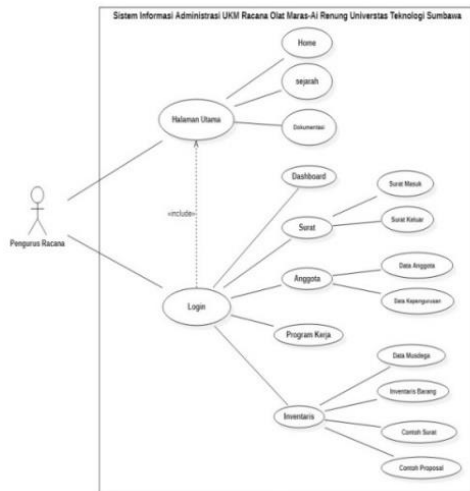 Sistem Informasi Administrasi UKM Racana Olat Maras-Ai Renung Universtas Teknologi Sumbawa
Home
sejarah
Halaman Utama
Dokumentasi
Dashboard
Surat Masuk
<include>
Surat
Surat Keluar
Pengurus Racana
Data Anggota
Anggota
Login
Data Kepengurusan
Program Kerja
Data Musdega
Inventaris Barang
Inventaris
Contoh Surat
Contoh Proposal